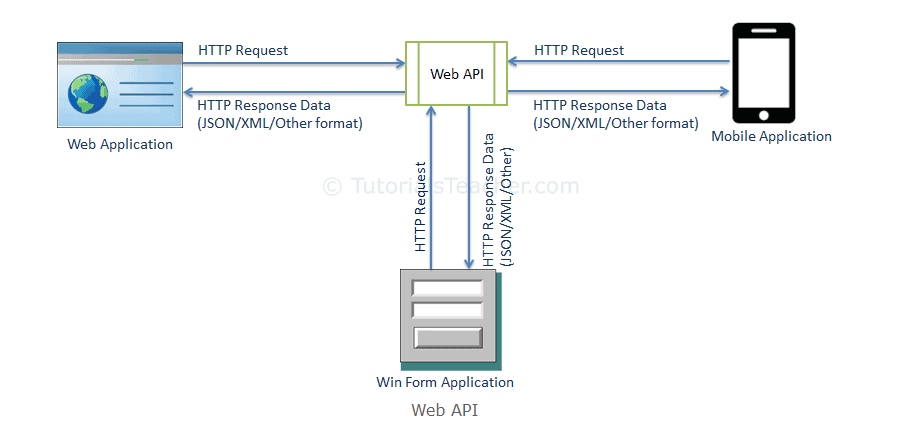 HTTP Request
HTTP Response Data
(JSON/XML/Other format)
Web Application
Web API
HTTP Request
HTTP Response Data
(JSON/XML/Other format)
Mobile Application
HTTP Request
HTTP Response Data
(JSON/XML/Other)
© TutorialsTeacher.com
Win Form Application
Web API